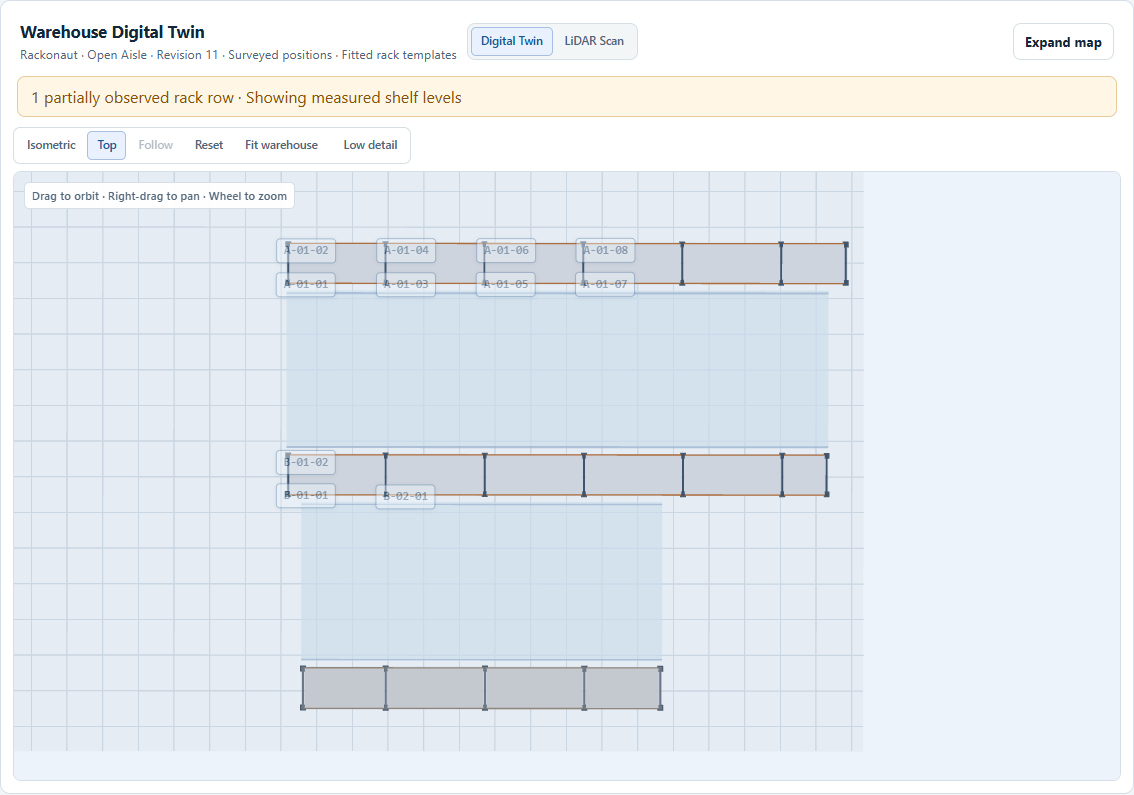 Warehouse Digital Twin
Rackonaut · Open Aisle · Revision 11 · Surveyed positions · Fitted rack templates
Digital Twin
LiDAR Scan
Expand map
1 partially observed rack row · Showing measured shelf levels
Isometric
Top
Follow
Reset
Fit warehouse
Low detail
Drag to orbit · Right-drag to pan · Wheel to zoom
A-01-02
A-01-04
A-01-06
A-01-08
A-01-01
A-01-03
A-01-05
A-01-07
B-01-02
B-01-01
B-02-01